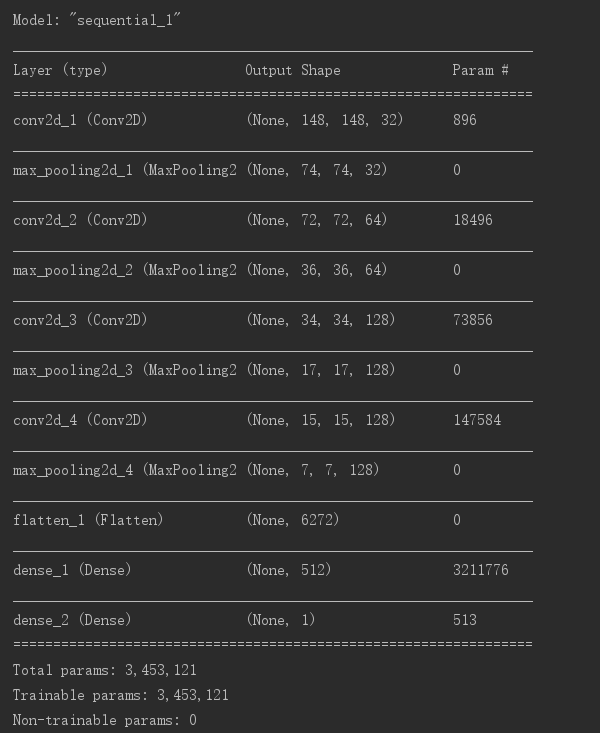 Model: "sequential_1"
_________________________________________________________________
Layer (type)                 Output Shape              Param #
=================================================================
conv2d_1 (Conv2D)            (None, 148, 148, 32)      896
_________________________________________________________________
max_pooling2d_1 (MaxPooling2 (None, 74, 74, 32)        0
_________________________________________________________________
conv2d_2 (Conv2D)            (None, 72, 72, 64)        18496
_________________________________________________________________
max_pooling2d_2 (MaxPooling2 (None, 36, 36, 64)        0
_________________________________________________________________
conv2d_3 (Conv2D)            (None, 34, 34, 128)       73856
_________________________________________________________________
max_pooling2d_3 (MaxPooling2 (None, 17, 17, 128)       0
_________________________________________________________________
conv2d_4 (Conv2D)            (None, 15, 15, 128)       147584
_________________________________________________________________
max_pooling2d_4 (MaxPooling2 (None, 7, 7, 128)         0
_________________________________________________________________
flatten_1 (Flatten)          (None, 6272)              0
_________________________________________________________________
dense_1 (Dense)              (None, 512)               3211776
_________________________________________________________________
dense_2 (Dense)              (None, 1)                 513
=================================================================
Total params: 3,453,121
Trainable params: 3,453,121
Non-trainable params: 0